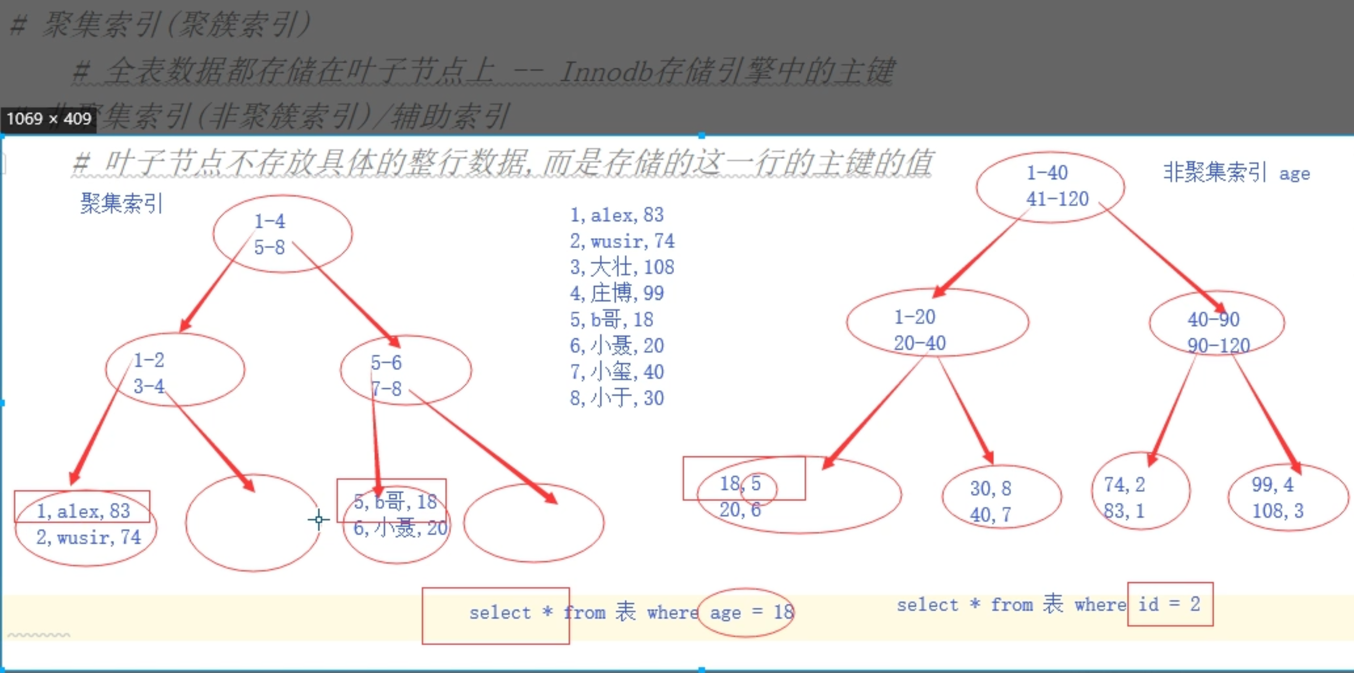 # 聚集索引(聚簇索引)
# 全表数据都存储在叶子节点上 -- Innodb存储引擎中的主键
1069 × 409
集索引(非聚簇索引)/辅助索引
# 叶子节点不存放具体的整行数据,而是存储的这一行的主键的值
聚集索引
1-4
5-8
1-2
3-4
5-6
7-8
1,alex,83
2,wusir,74
5,b哥,18
6,小聂,20
1,alex,83
2,wusir,74
3,大壮,108
4,庄博,99
5,b哥,18
6,小聂,20
7,小玺,40
8,小于,30
非聚集索引 age
1-40
41-120
1-20
20-40
40-90
90-120
18,5
20,6
30,8
40,7
74,2
83,1
99,4
108,3
select * from 表 where age = 18
select * from 表 where id = 2